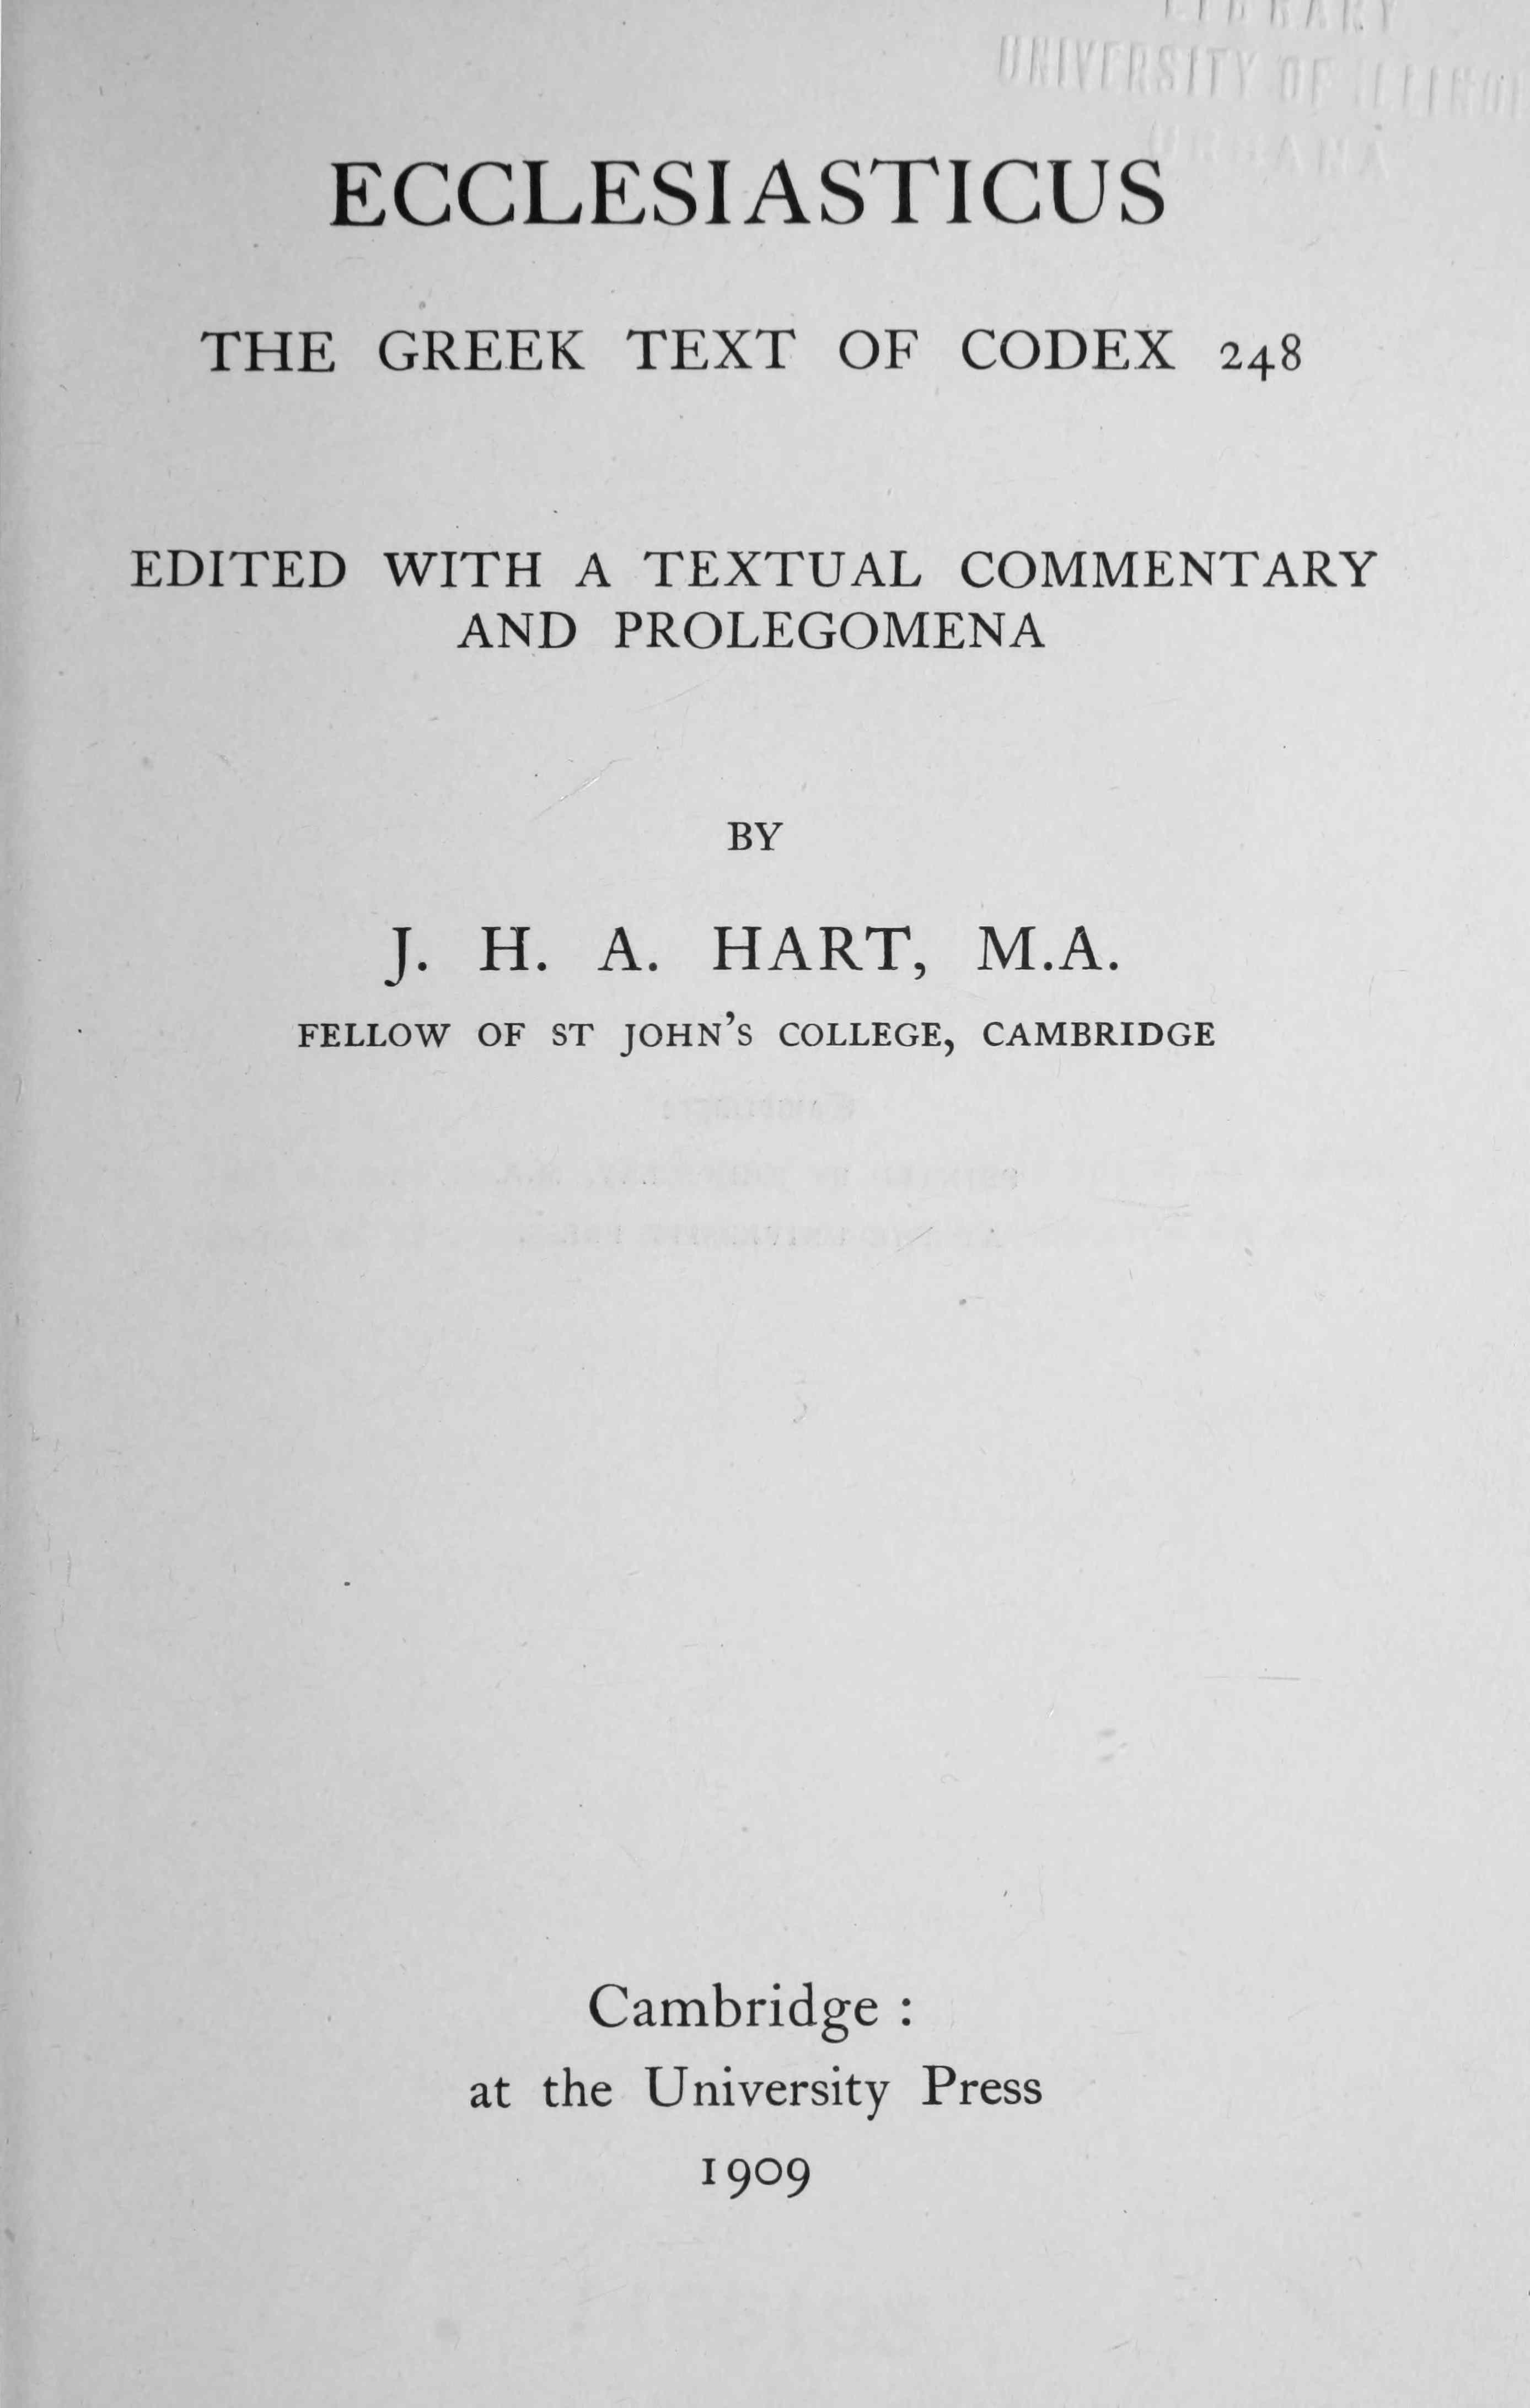 LIBRARY
UNIVERSITY OF ILLINOI
URBANA
ECCLESIASTICUS
THE GREEK TEXT OF CODEX 248
EDITED WITH A TEXTUAL COMMENTARY
AND PROLEGOMENA
BY
J. H. A. HART, M.A.
FELLOW OF ST JOHN'S COLLEGE, CAMBRIDGE
Cambridge :
at the University Press
1909